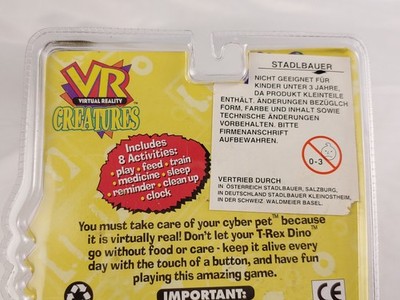 VR
VIRTUAL REALITY
CREATURES
Includes
8 Activities:
• play • feed • train
• medicine • sleep
• reminder • clean up
• clock
STADLBAUER
NICHT GEEIGNET FÜR
KINDER UNTER 3 JAHRE,
DA PRODUKT KLEINTEILE
ENTHÄLT. ÄNDERUNGEN BEZÜGLICH
FORM, FARBE UND INHALT SOWIE
TECHNISCHE ÄNDERUNGEN
VORBEHALTEN. BITTE
FIRMENANSCHRIFT
AUFBEWAHREN.
0-3
VERTRIEB DURCH
IN ÖSTERREICH STADLBAUER, SALZBURG,
IN DEUTSCHLAND STADLBAUER KLEINOSTHEIM,
IN DER SCHWEIZ. WALDMEIER BASEL.
You must take care of your cyber pet™ because
it is virtually real! Don't let your T-Rex Dino™
go without food or care - keep it alive every
day with the touch of a button, and have fun
playing this amazing game.
IMPORTANT:
CE